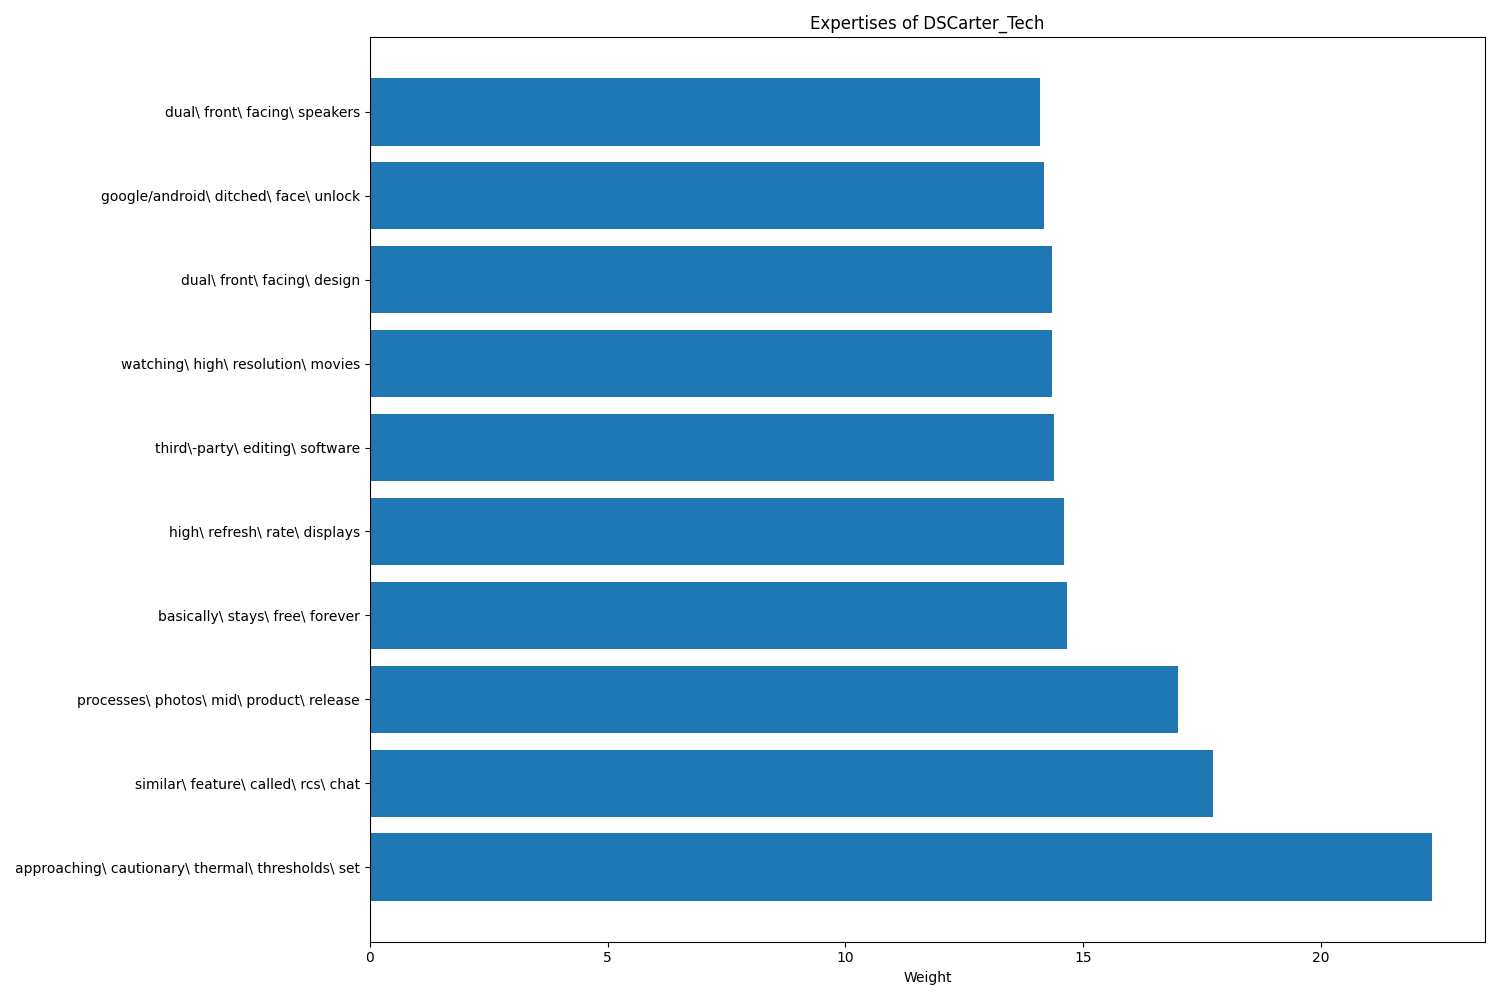 Expertises of DSCarter_Tech
dual\ front\ facing\ speakers
google/android\ ditched\ face\ unlock
dual\ front\ facing\ design
watching\ high\ resolution\ movies
third\-party\ editing\ software
high\ refresh\ rate\ displays
basically\ stays\ free\ forever
processes\ photos\ mid\ product\ release
similar\ feature\ called\ rcs\ chat
approaching\ cautionary\ thermal\ thresholds\ set
0 5 10 15 20
Weight